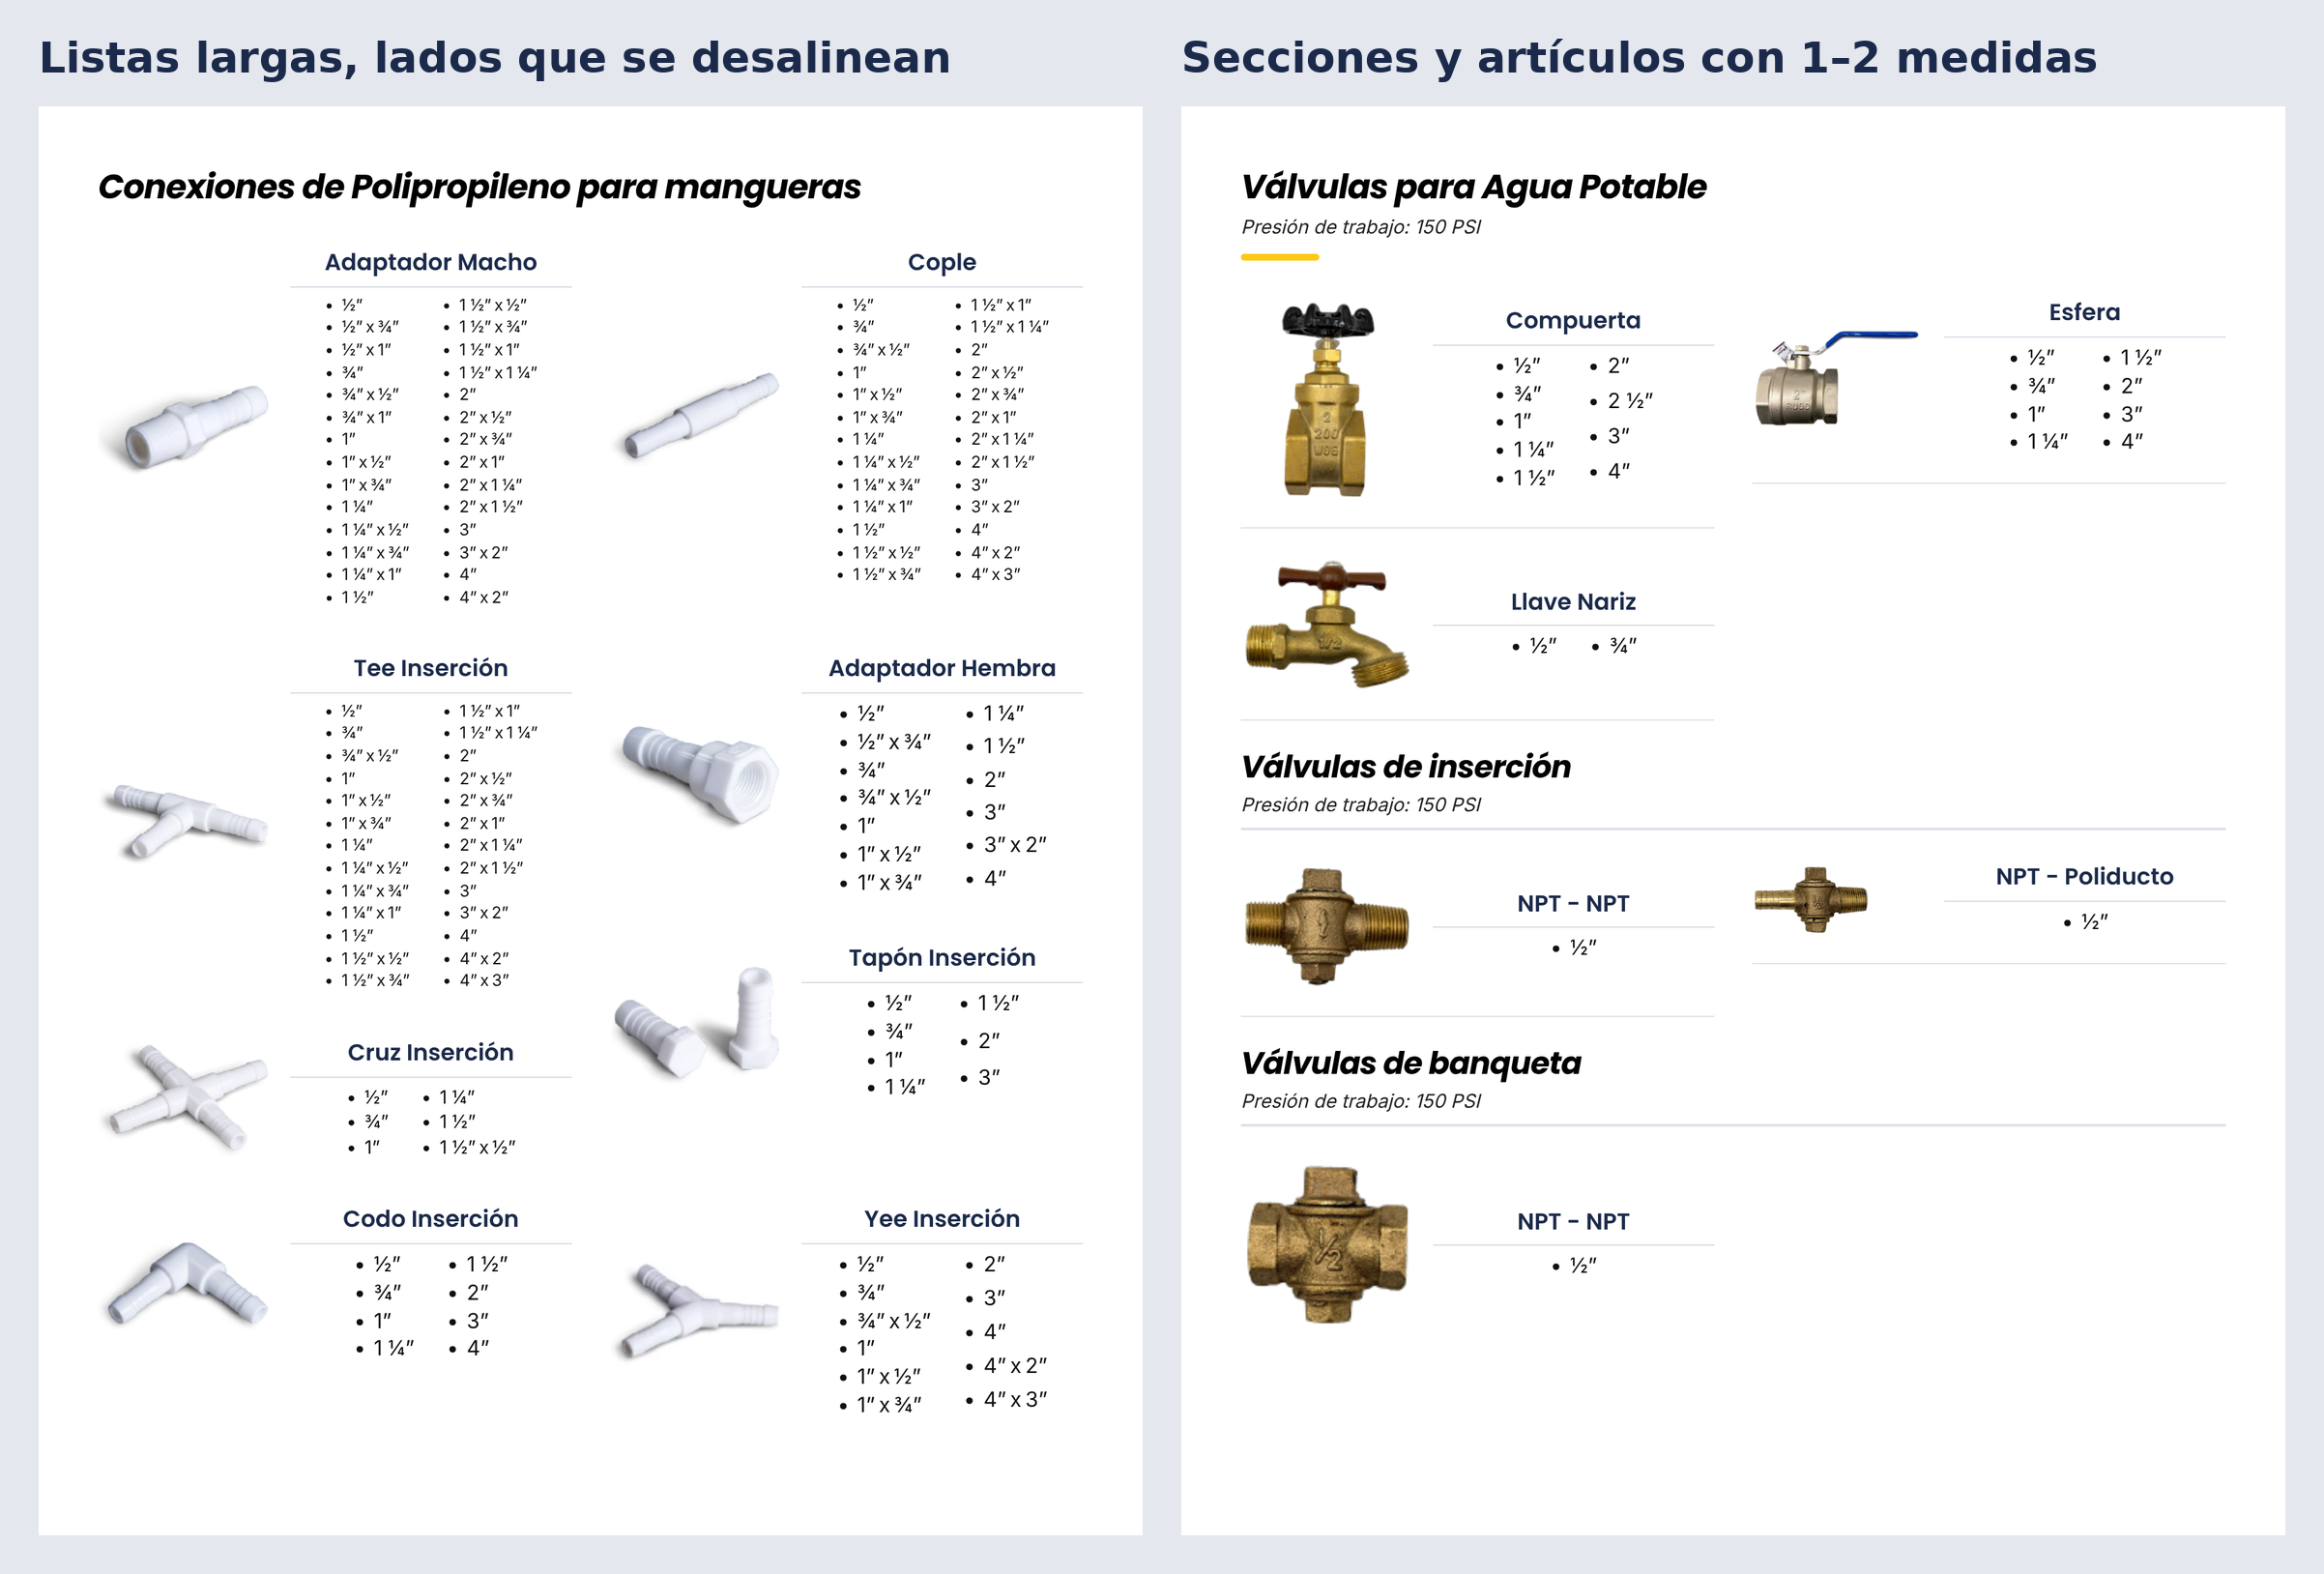 Listas largas, lados que se desalinean
Conexiones de Polipropileno para mangueras
Adaptador Macho
• ½”
• ½” x ¾”
• ½” x 1”
• ¾”
• ¾” x ½”
• ¾” x 1”
• 1”
• 1” x ½”
• 1” x ¾”
• 1 ¼”
• 1 ¼” x ½”
• 1 ¼” x ¾”
• 1 ¼” x 1”
• 1 ½”
• 1 ½” x ½”
• 1 ½” x ¾”
• 1 ½” x 1”
• 1 ½” x 1 ¼”
• 2”
• 2” x ½”
• 2” x ¾”
• 2” x 1”
• 2” x 1 ¼”
• 2” x 1 ½”
• 3”
• 3” x 2”
• 4”
• 4” x 2”
Cople
• ½”
• ¾”
• ¾” x ½”
• 1”
• 1” x ½”
• 1” x ¾”
• 1 ¼”
• 1 ¼” x ½”
• 1 ¼” x ¾”
• 1 ¼” x 1”
• 1 ½”
• 1 ½” x ½”
• 1 ½” x ¾”
• 1 ½” x 1”
• 1 ½” x 1 ¼”
• 2”
• 2” x ½”
• 2” x ¾”
• 2” x 1”
• 2” x 1 ¼”
• 2” x 1 ½”
• 3”
• 3” x 2”
• 4”
• 4” x 2”
• 4” x 3”
Tee Inserción
• ½”
• ¾”
• ¾” x ½”
• 1”
• 1” x ½”
• 1” x ¾”
• 1 ¼”
• 1 ¼” x ½”
• 1 ¼” x ¾”
• 1 ¼” x 1”
• 1 ½”
• 1 ½” x ½”
• 1 ½” x ¾”
• 1 ½” x 1”
• 1 ½” x 1 ¼”
• 2”
• 2” x ½”
• 2” x ¾”
• 2” x 1”
• 2” x 1 ¼”
• 2” x 1 ½”
• 3”
• 3” x 2”
• 4”
• 4” x 2”
• 4” x 3”
Adaptador Hembra
• ½”
• ½” x ¾”
• ¾”
• ¾” x ½”
• 1”
• 1” x ½”
• 1” x ¾”
• 1 ¼”
• 1 ½”
• 2”
• 3”
• 3” x 2”
• 4”
Tapón Inserción
• ½”
• ¾”
• 1”
• 1 ¼”
• 1 ½”
• 2”
• 3”
Cruz Inserción
• ½”
• ¾”
• 1”
• 1 ¼”
• 1 ½”
• 1 ½” x ½”
Codo Inserción
• ½”
• ¾”
• 1”
• 1 ¼”
• 1 ½”
• 2”
• 3”
• 4”
Yee Inserción
• ½”
• ¾”
• ¾” x ½”
• 1”
• 1” x ½”
• 1” x ¾”
• 2”
• 3”
• 4”
• 4” x 2”
• 4” x 3”
Secciones y artículos con 1–2 medidas
Válvulas para Agua Potable
Presión de trabajo: 150 PSI
2
200
WOG
Compuerta
• ½”
• ¾”
• 1”
• 1 ¼”
• 1 ½”
• 2”
• 2 ½”
• 3”
• 4”
2"
Esfera
• ½”
• ¾”
• 1”
• 1 ¼”
• 1 ½”
• 2”
• 3”
• 4”
1/2
Llave Nariz
• ½”
• ¾”
Válvulas de inserción
Presión de trabajo: 150 PSI
NPT – NPT
• ½”
NPT – Poliducto
• ½”
Válvulas de banqueta
Presión de trabajo: 150 PSI
1/2
NPT – NPT
• ½”